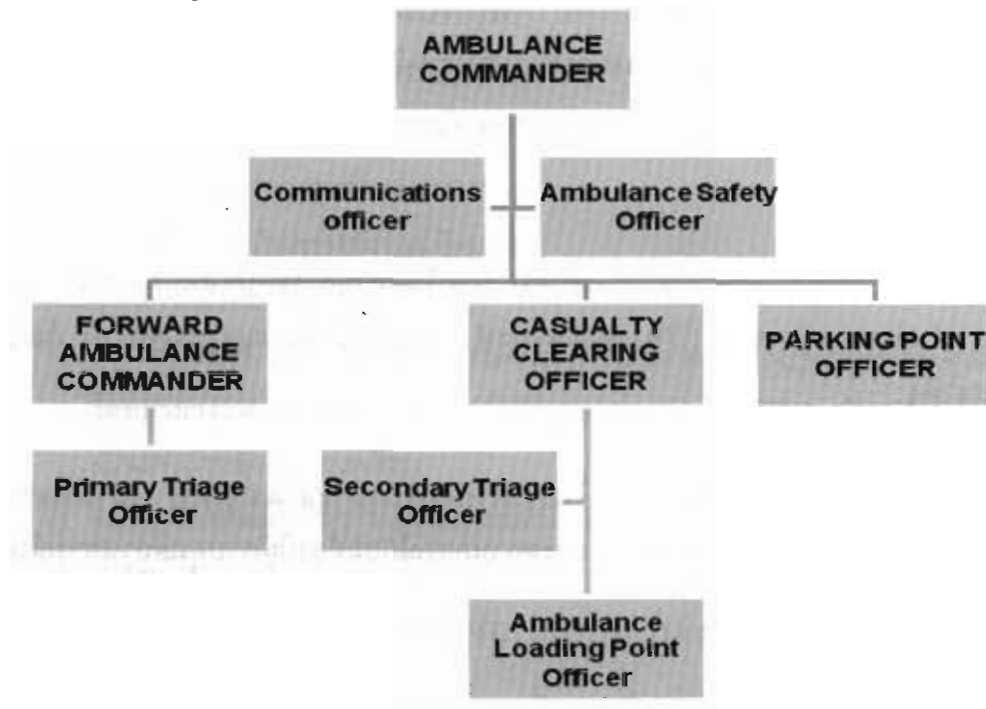 AMBULANCE
COMMANDER
Communications
officer
Ambulance Safety
Officer
FORWARD
AMBULANCE
COMMANDER
CASUALTY
CLEARING
OFFICER
PARKING POINT
OFFICER
Primary Triage
Officer
Secondary Triage
Officer
Ambulance
Loading Point
Officer